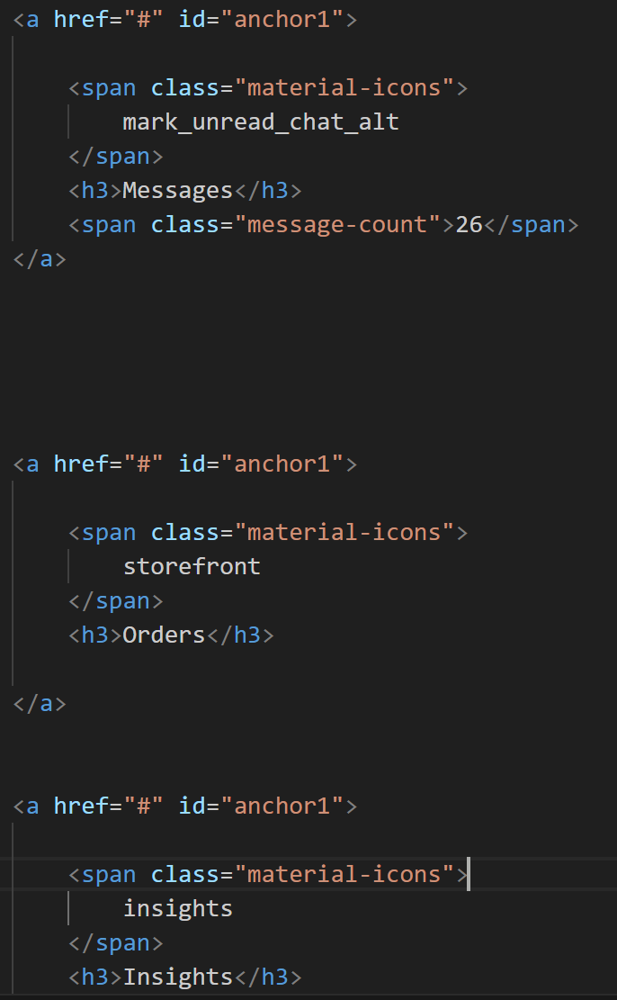 <a href="#" id="anchor1">
<span class="material-icons">
mark_unread_chat_alt
</span>
<h3>Messages</h3>
<span class="message-count">26</span>
</a>
<a href="#" id="anchor1">
<span class="material-icons">
storefront
</span>
<h3>Orders</h3>
</a>
<a href="#" id="anchor1">
<span class="material-icons">
insights
</span>
<h3>Insights</h3>